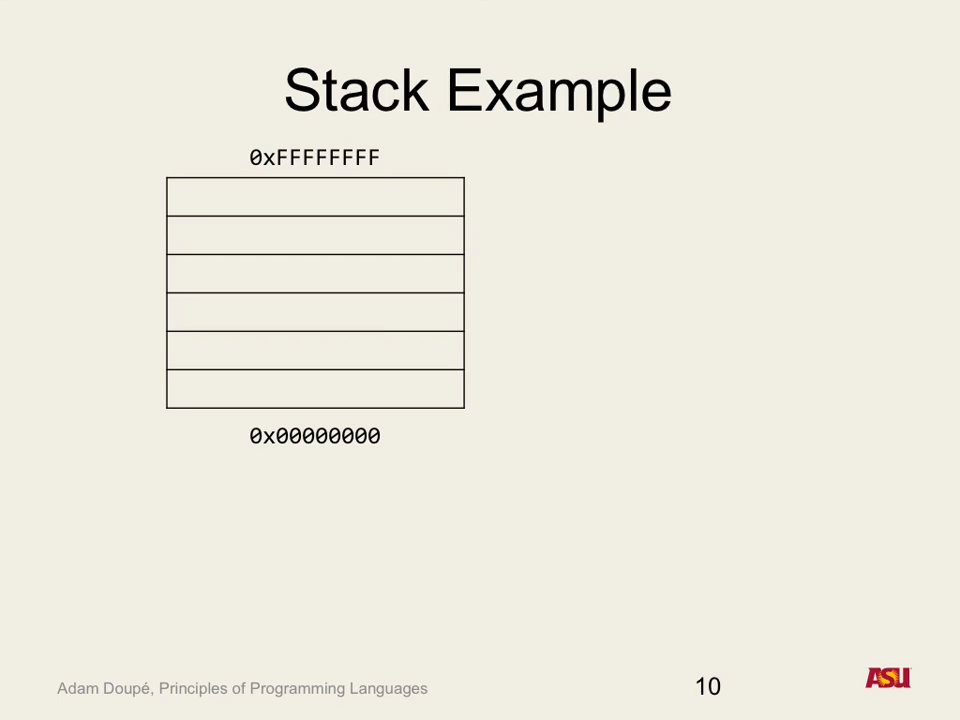 Stack Example
0xFFFFFFFF
0x00000000
Adam Doupé, Principles of Programming Languages
10
ASU